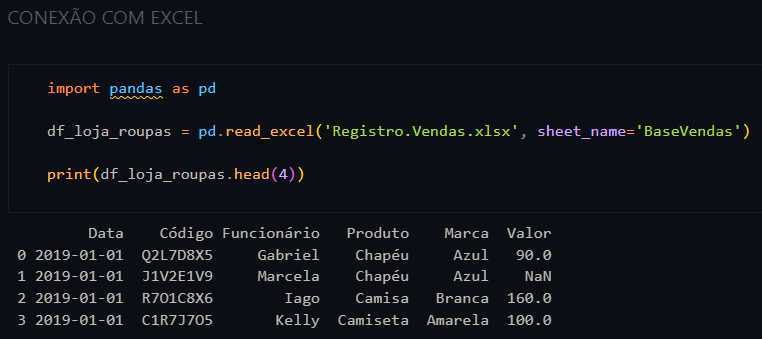 CONEXÃO COM EXCEL
import pandas as pd
df_loja_roupas = pd.read_excel('Registro.Vendas.xlsx', sheet_name='BaseVendas')
print(df_loja_roupas.head(4))
Data Código Funcionário Produto Marca Valor
0 2019-01-01 Q2L7D8X5 Gabriel Chapéu Azul 90.0
1 2019-01-01 J1V2E1V9 Marcela Chapéu Azul NaN
2 2019-01-01 R7O1C8X6 Iago Camisa Branca 160.0
3 2019-01-01 C1R7J7O5 Kelly Camiseta Amarela 100.0